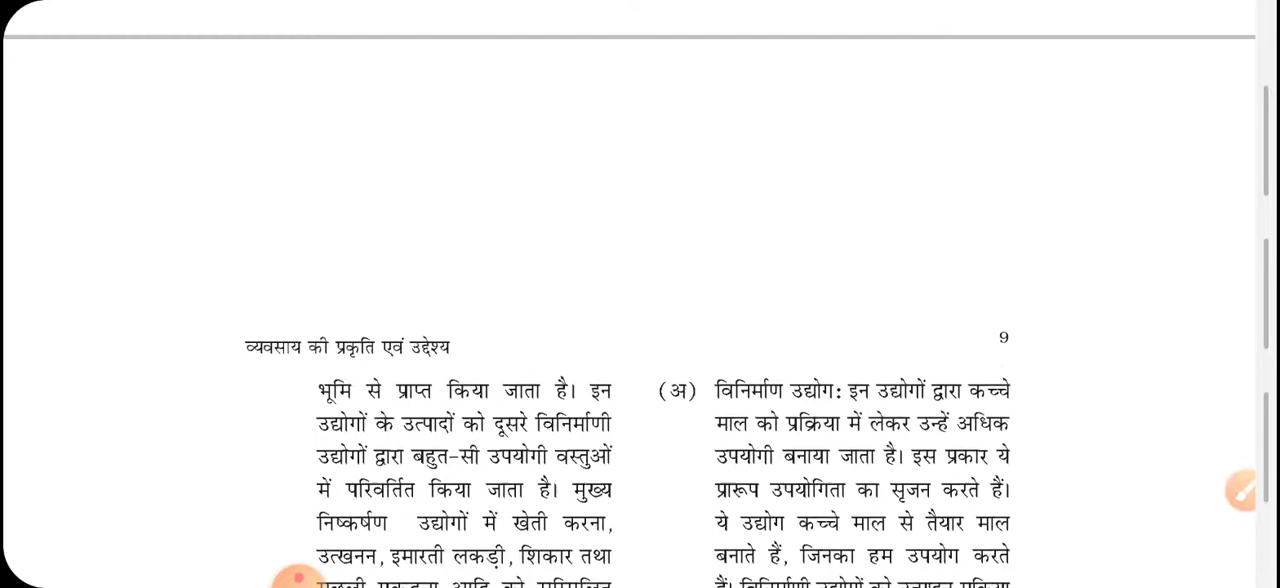 व्यवसाय की प्रकृति एवं उद्देश्य
9
भूमि से प्राप्त किया जाता है। इन
उद्योगों के उत्पादों को दूसरे विनिर्माणी
उद्योगों द्वारा बहुत-सी उपयोगी वस्तुओं
में परिवर्तित किया जाता है। मुख्य
निष्कर्षण उद्योगों में खेती करना,
उत्खनन, इमारती लकड़ी, शिकार तथा
(अ) विनिर्माण उद्योग: इन उद्योगों द्वारा कच्चे
माल को प्रक्रिया में लेकर उन्हें अधिक
उपयोगी बनाया जाता है। इस प्रकार ये
प्रारूप उपयोगिता का सृजन करते हैं।
ये उद्योग कच्चे माल से तैयार माल
बनाते हैं, जिनका हम उपयोग करते